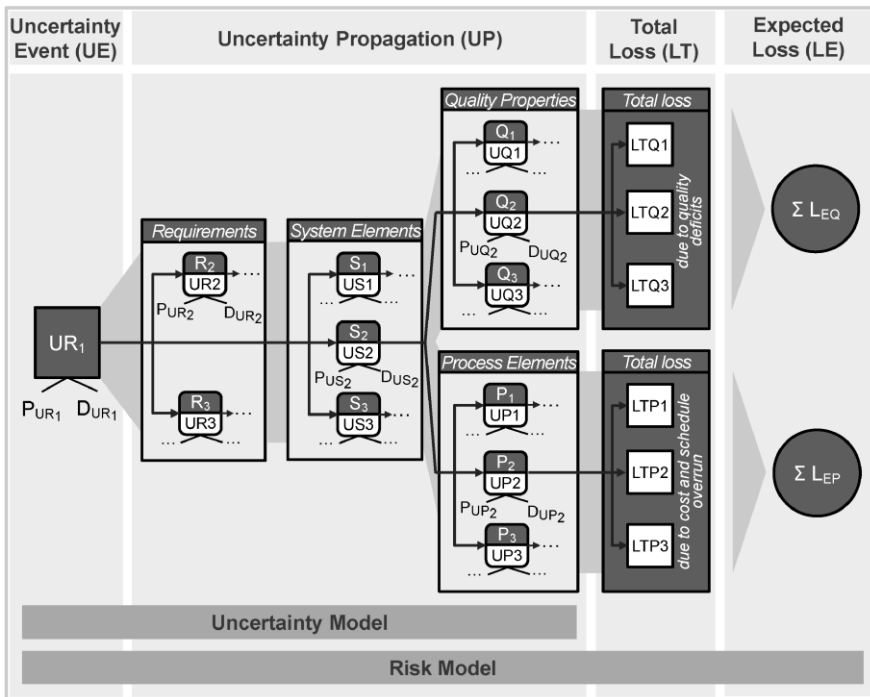 Uncertainty
Event (UE)
Uncertainty Propagation (UP)
Total
Loss (LT)
Expected
Loss (LE)
UR1
PUR1
DUR1
Requirements
R2
UR2
...
PUR2
DUR2
R3
UR3
...
... ...
System Elements
S1
US1
...
... ...
S2
US2
PUS2
DUS2
S3
US3
...
... ...
Quality Properties
Q1
UQ1
...
... ...
Q2
UQ2
PUQ2
DUQ2
Q3
UQ3
...
... ...
Process Elements
P1
UP1
...
... ...
P2
UP2
PUP2
DUP2
P3
UP3
...
... ...
Total loss
LTQ1
LTQ2
LTQ3
due to quality
deficits
Total loss
LTP1
LTP2
LTP3
due to cost and schedule
overrun
Σ LEQ
Σ LEP
Uncertainty Model
Risk Model